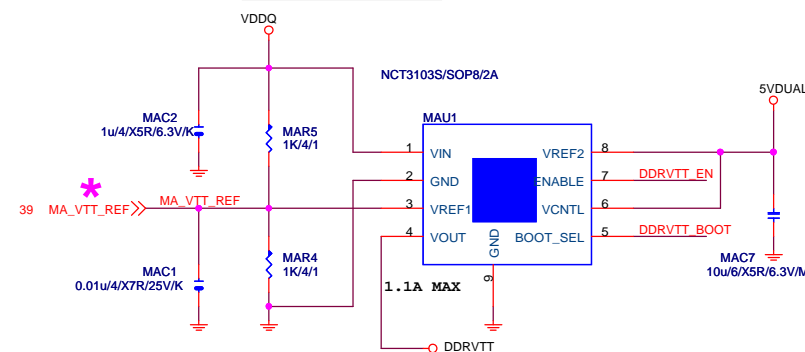 VDDQ
NCT3103S/SOP8/2A
5VDUAL
MAC2
1u/4/X5R/6.3V/K
MAR5
1K/4/1
MAU1
1 VIN VREF2 8
2 GND ENABLE 7 DDRVTT_EN
39 MA_VTT_REF MA_VTT_REF 3 VREF1 VCNTL 6
4 VOUT GND BOOT_SEL 5 DDRVTT_BOOT
MAC1
0.01u/4/X7R/25V/K
MAR4
1K/4/1
1.1A MAX
9
MAC7
10u/6/X5R/6.3V/M
DDRVTT